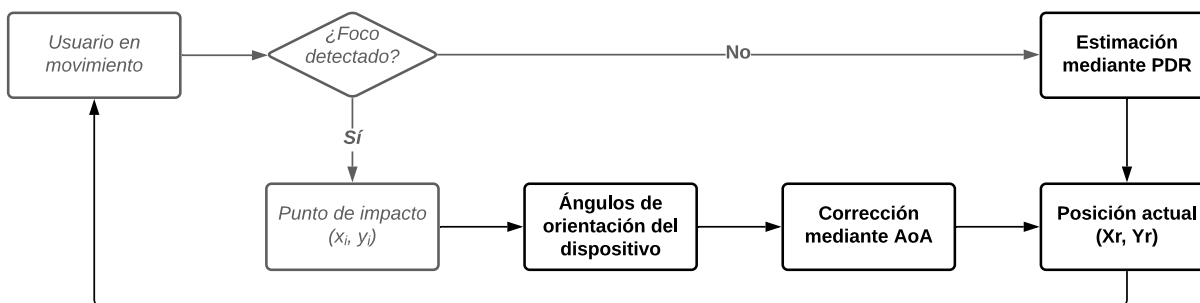 Usuario en
movimiento
¿Foco
detectado?
No
Estimación
mediante PDR
Sí
Punto de impacto
(xᵢ, yᵢ)
Ángulos de
orientación del
dispositivo
Corrección
mediante AoA
Posición actual
(Xr, Yr)